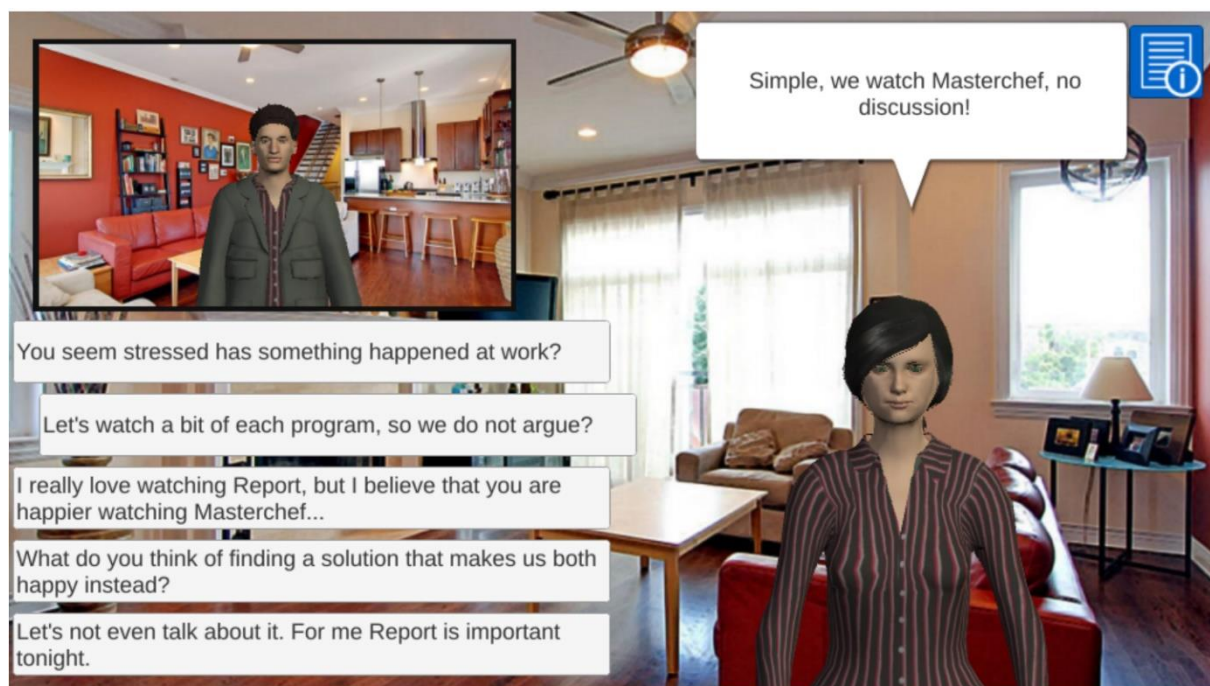 Simple, we watch Masterchef, no
discussion!
You seem stressed has something happened at work?
Let's watch a bit of each program, so we do not argue?
I really love watching Report, but I believe that you are
happier watching Masterchef...
What do you think of finding a solution that makes us both
happy instead?
Let's not even talk about it. For me Report is important
tonight.